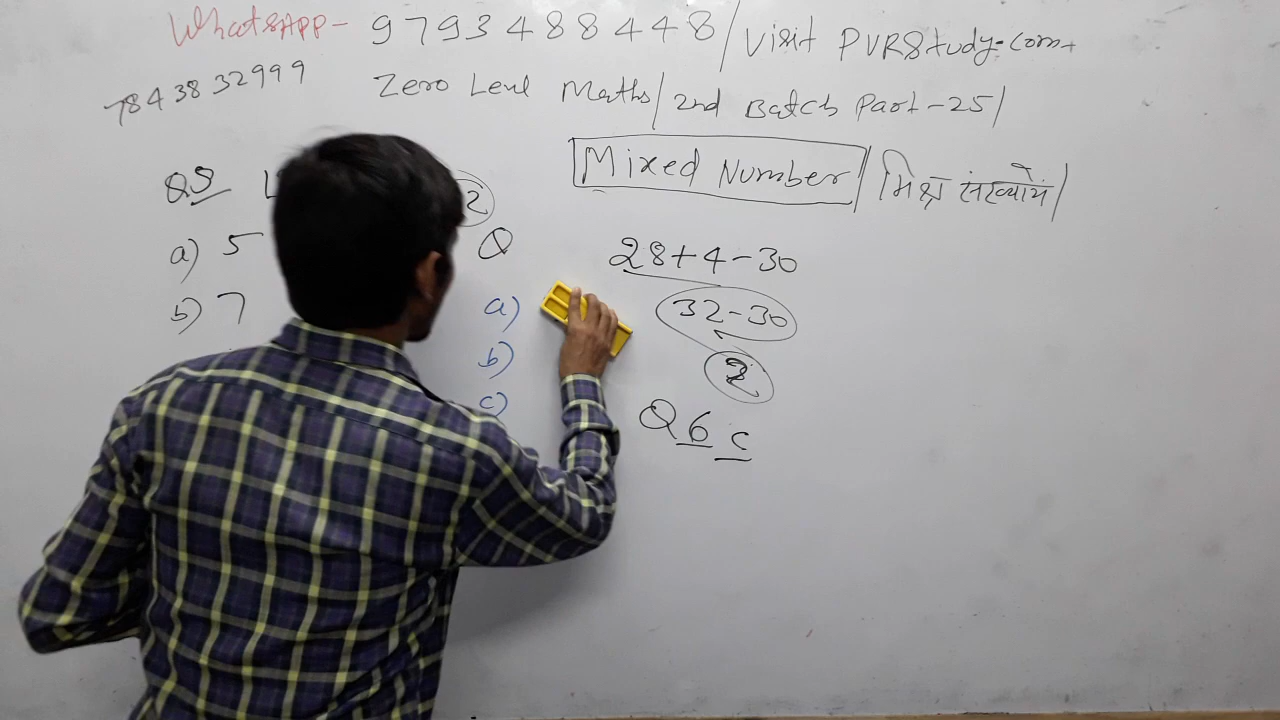 WhatsAPP - 9793488448/Visit PVRStudy.com
7843832999 Zero Level Maths/2nd Batch Part-25/
Mixed Number/मिश्र संख्यायें/
Q5
a) 5
b) 7
2
Q 28+4-30
a) 32-30
b) 2
c)
Q6 c